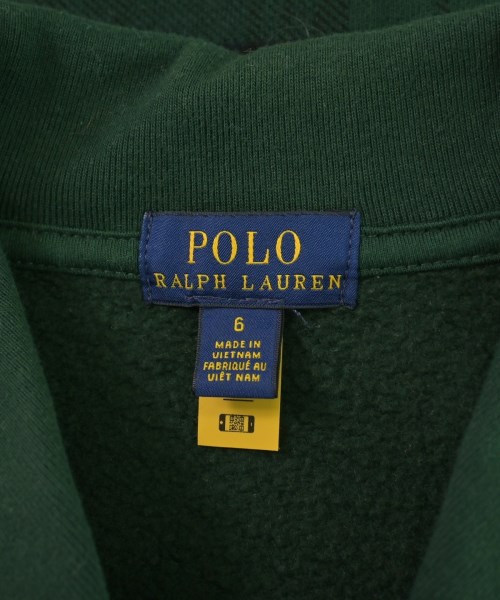 POLO
RALPH LAUREN
6
MADE IN
VIETNAM
FABRIQUÉ AU
VIÊT NAM